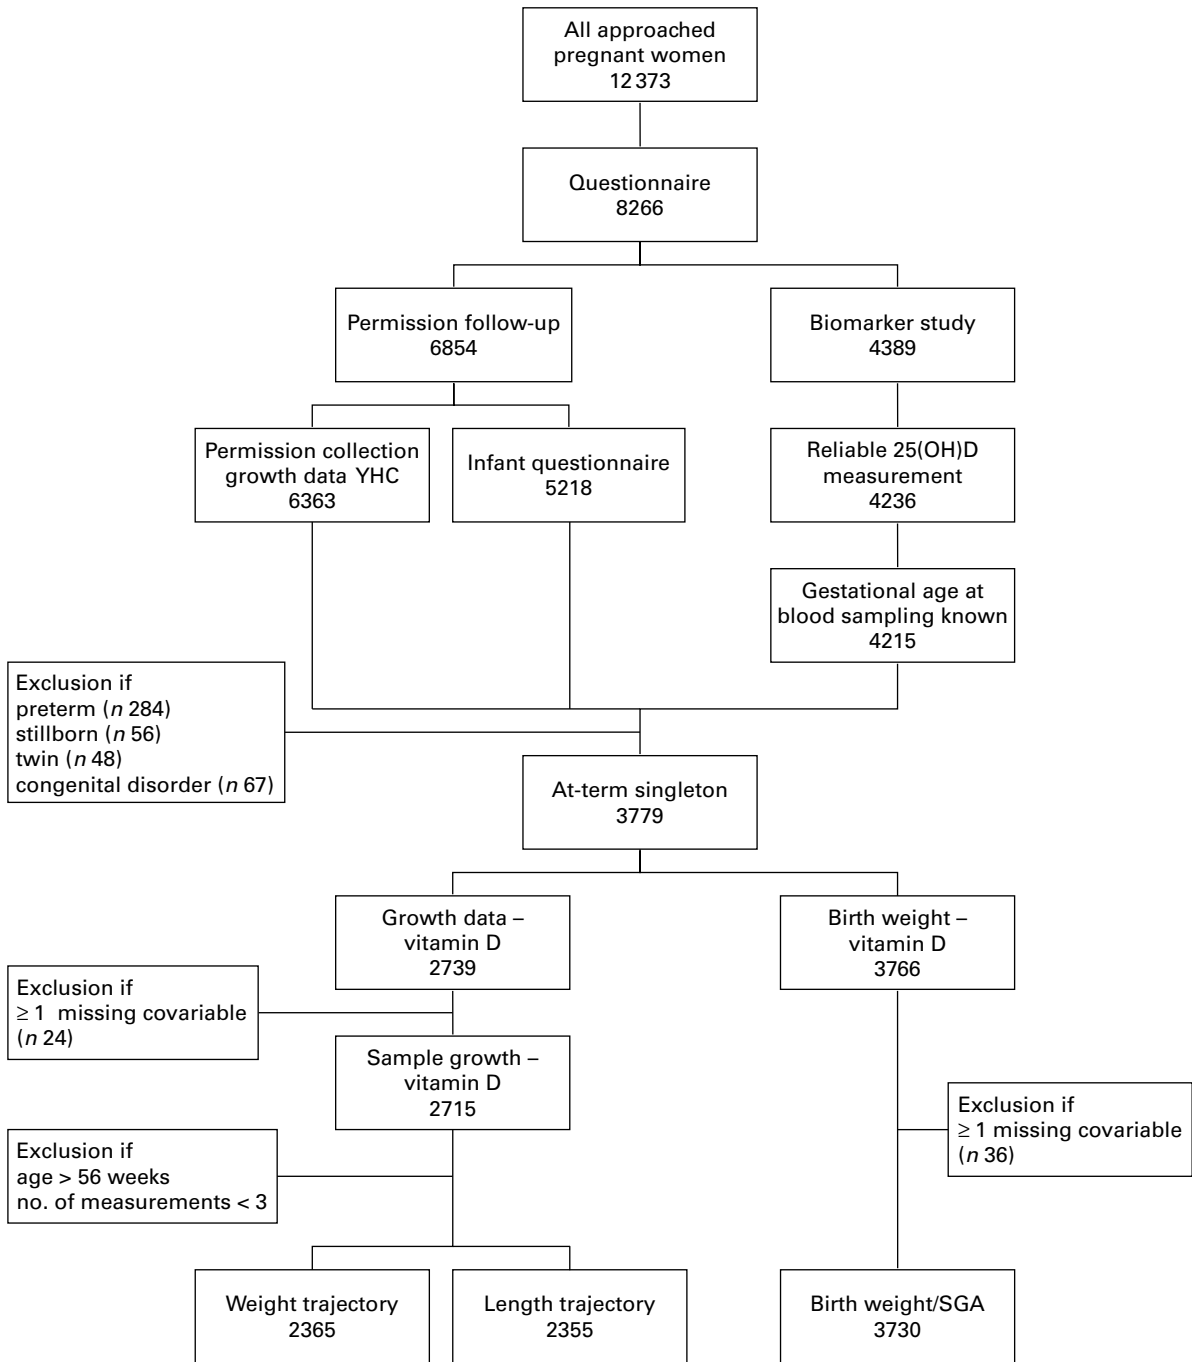 All approached
pregnant women
12 373
Questionnaire
8266
Permission follow-up
6854
Biomarker study
4389
Permission collection
growth data YHC
6363
Infant questionnaire
5218
Reliable 25(OH)D
measurement
4236
Gestational age at
blood sampling known
4215
Exclusion if
preterm (n 284)
stillborn (n 56)
twin (n 48)
congenital disorder (n 67)
At-term singleton
3779
Growth data –
vitamin D
2739
Birth weight –
vitamin D
3766
Exclusion if
≥ 1 missing covariable
(n 24)
Sample growth –
vitamin D
2715
Exclusion if
≥ 1 missing covariable
(n 36)
Exclusion if
age > 56 weeks
no. of measurements < 3
Weight trajectory
2365
Length trajectory
2355
Birth weight/SGA
3730